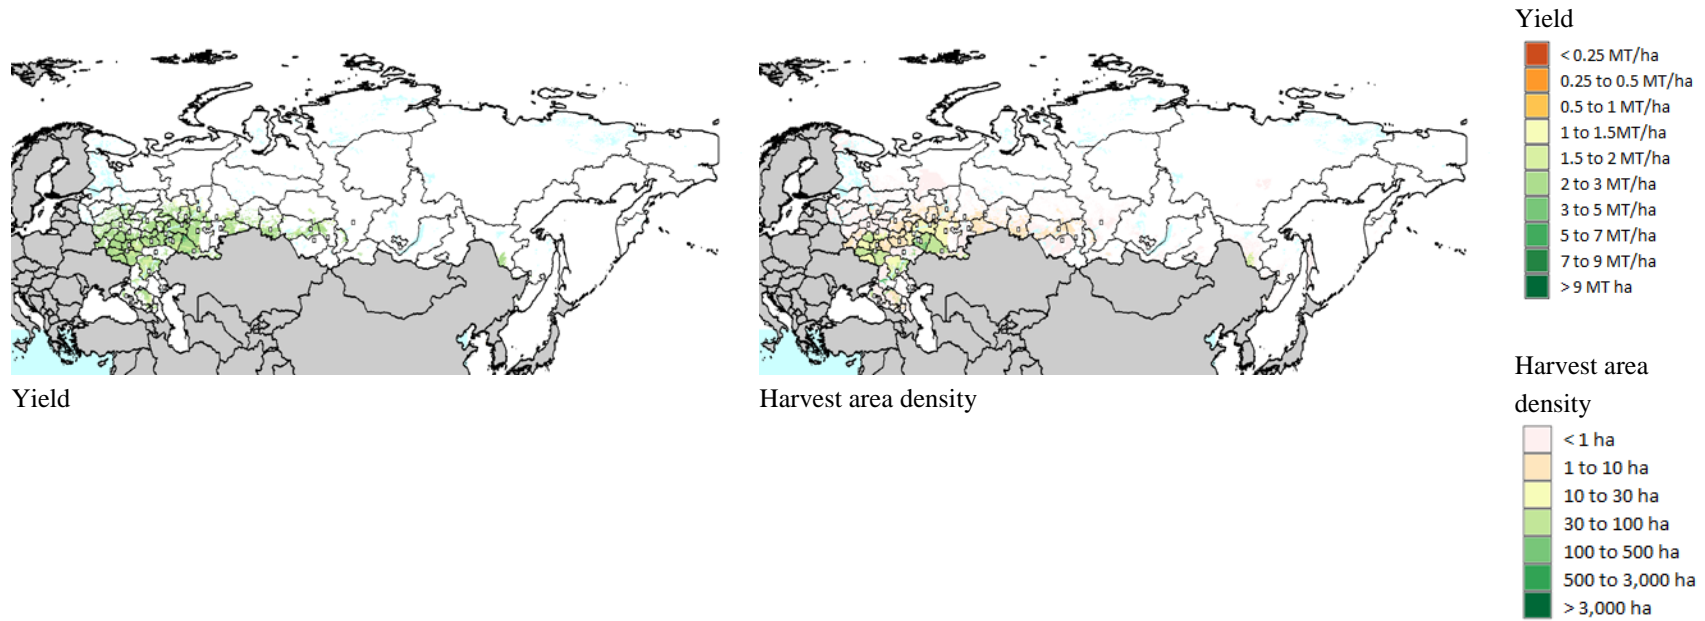 Yield
< 0.25 MT/ha
0.25 to 0.5 MT/ha
0.5 to 1 MT/ha
1 to 1.5MT/ha
1.5 to 2 MT/ha
2 to 3 MT/ha
3 to 5 MT/ha
5 to 7 MT/ha
7 to 9 MT/ha
> 9 MT ha
Yield
Harvest area density
Harvest area
density
< 1 ha
1 to 10 ha
10 to 30 ha
30 to 100 ha
100 to 500 ha
500 to 3,000 ha
> 3,000 ha